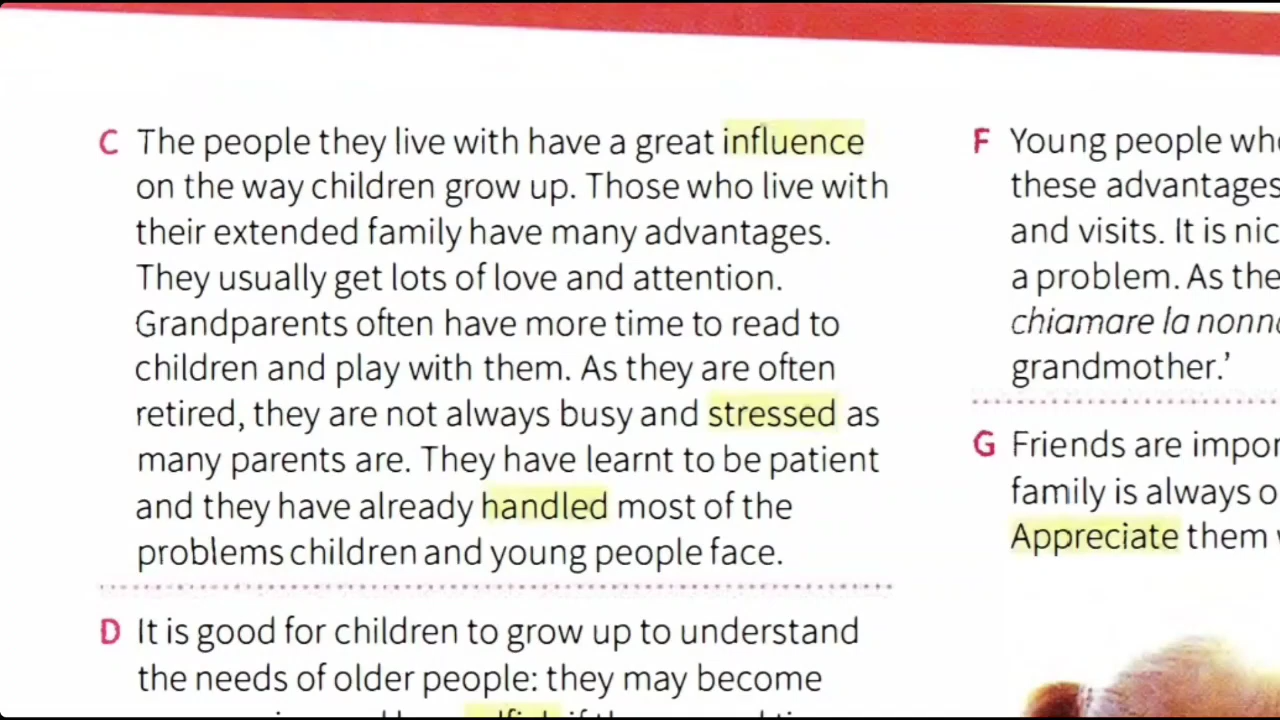 C The people they live with have a great influence
on the way children grow up. Those who live with
their extended family have many advantages.
They usually get lots of love and attention.
Grandparents often have more time to read to
children and play with them. As they are often
retired, they are not always busy and stressed as
many parents are. They have learnt to be patient
and they have already handled most of the
problems children and young people face.
D It is good for children to grow up to understand
the needs of older people: they may become
F Young people
these advantages
and visits. It is
a problem. As
chiamare la
grandmother.’
G Friends are
family is always
Appreciate them